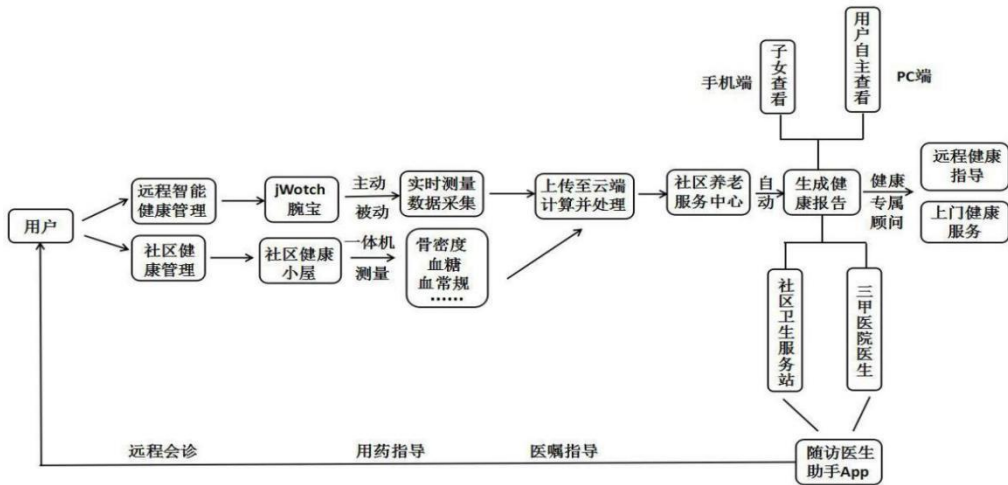 子女查看
用户自主查看
手机端
PC端
远程智能
健康管理
jWotch
腕宝
主动
被动
实时测量
数据采集
上传至云端
计算并处理
社区养老
服务中心
自动
生成健
康报告
健康
专属
顾问
远程健康
指导
上门健康
服务
用户
社区健
康管理
社区健康
小屋
一体机
测量
骨密度
血糖
血常规
......
社区卫生服务站
三甲医院医生
远程会诊
用药指导
医嘱指导
随访医生
助手App